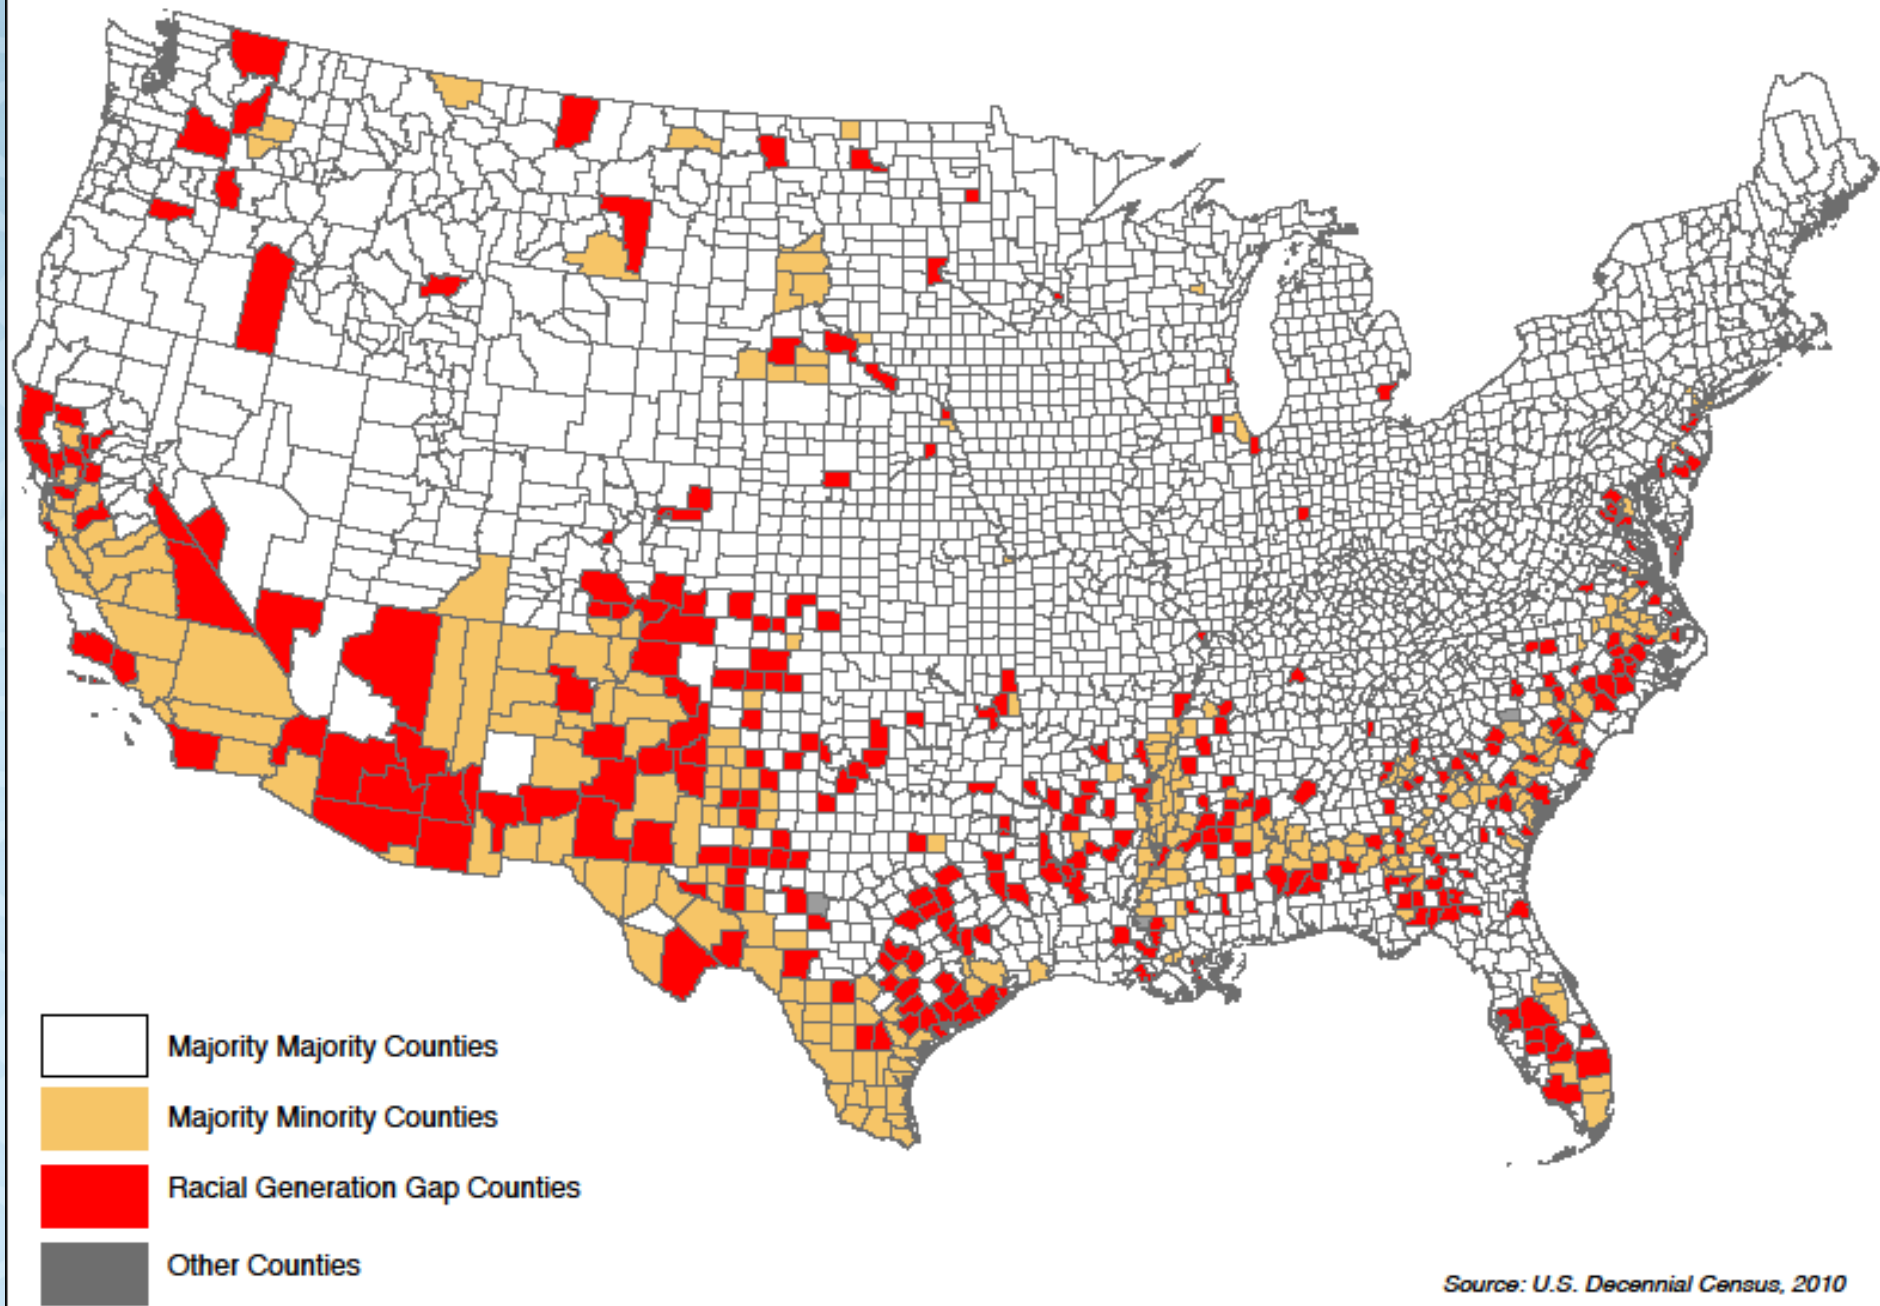 Majority Majority Counties
Majority Minority Counties
Racial Generation Gap Counties
Other Counties
Source: U.S. Decennial Census, 2010